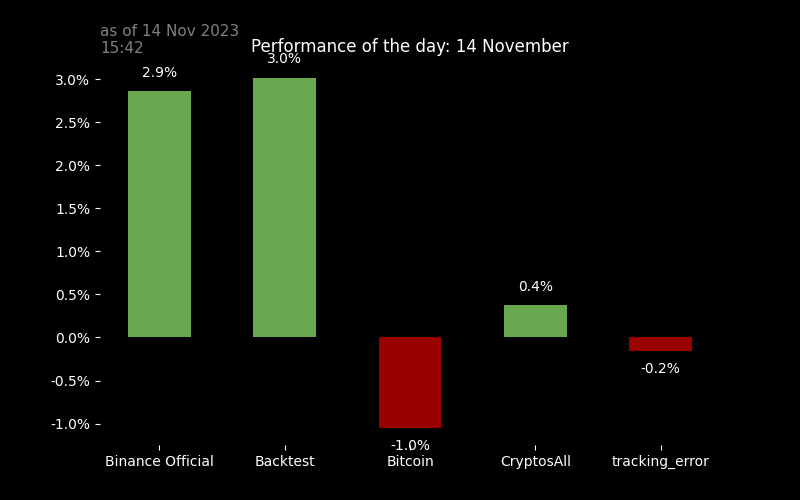 as of 14 Nov 2023
15:42
Performance of the day: 14 November
3.0%
2.5%
2.0%
1.5%
1.0%
0.5%
0.0%
-0.5%
-1.0%
2.9%
3.0%
-1.0%
0.4%
-0.2%
Binance Official
Backtest
Bitcoin
CryptosAll
tracking_error